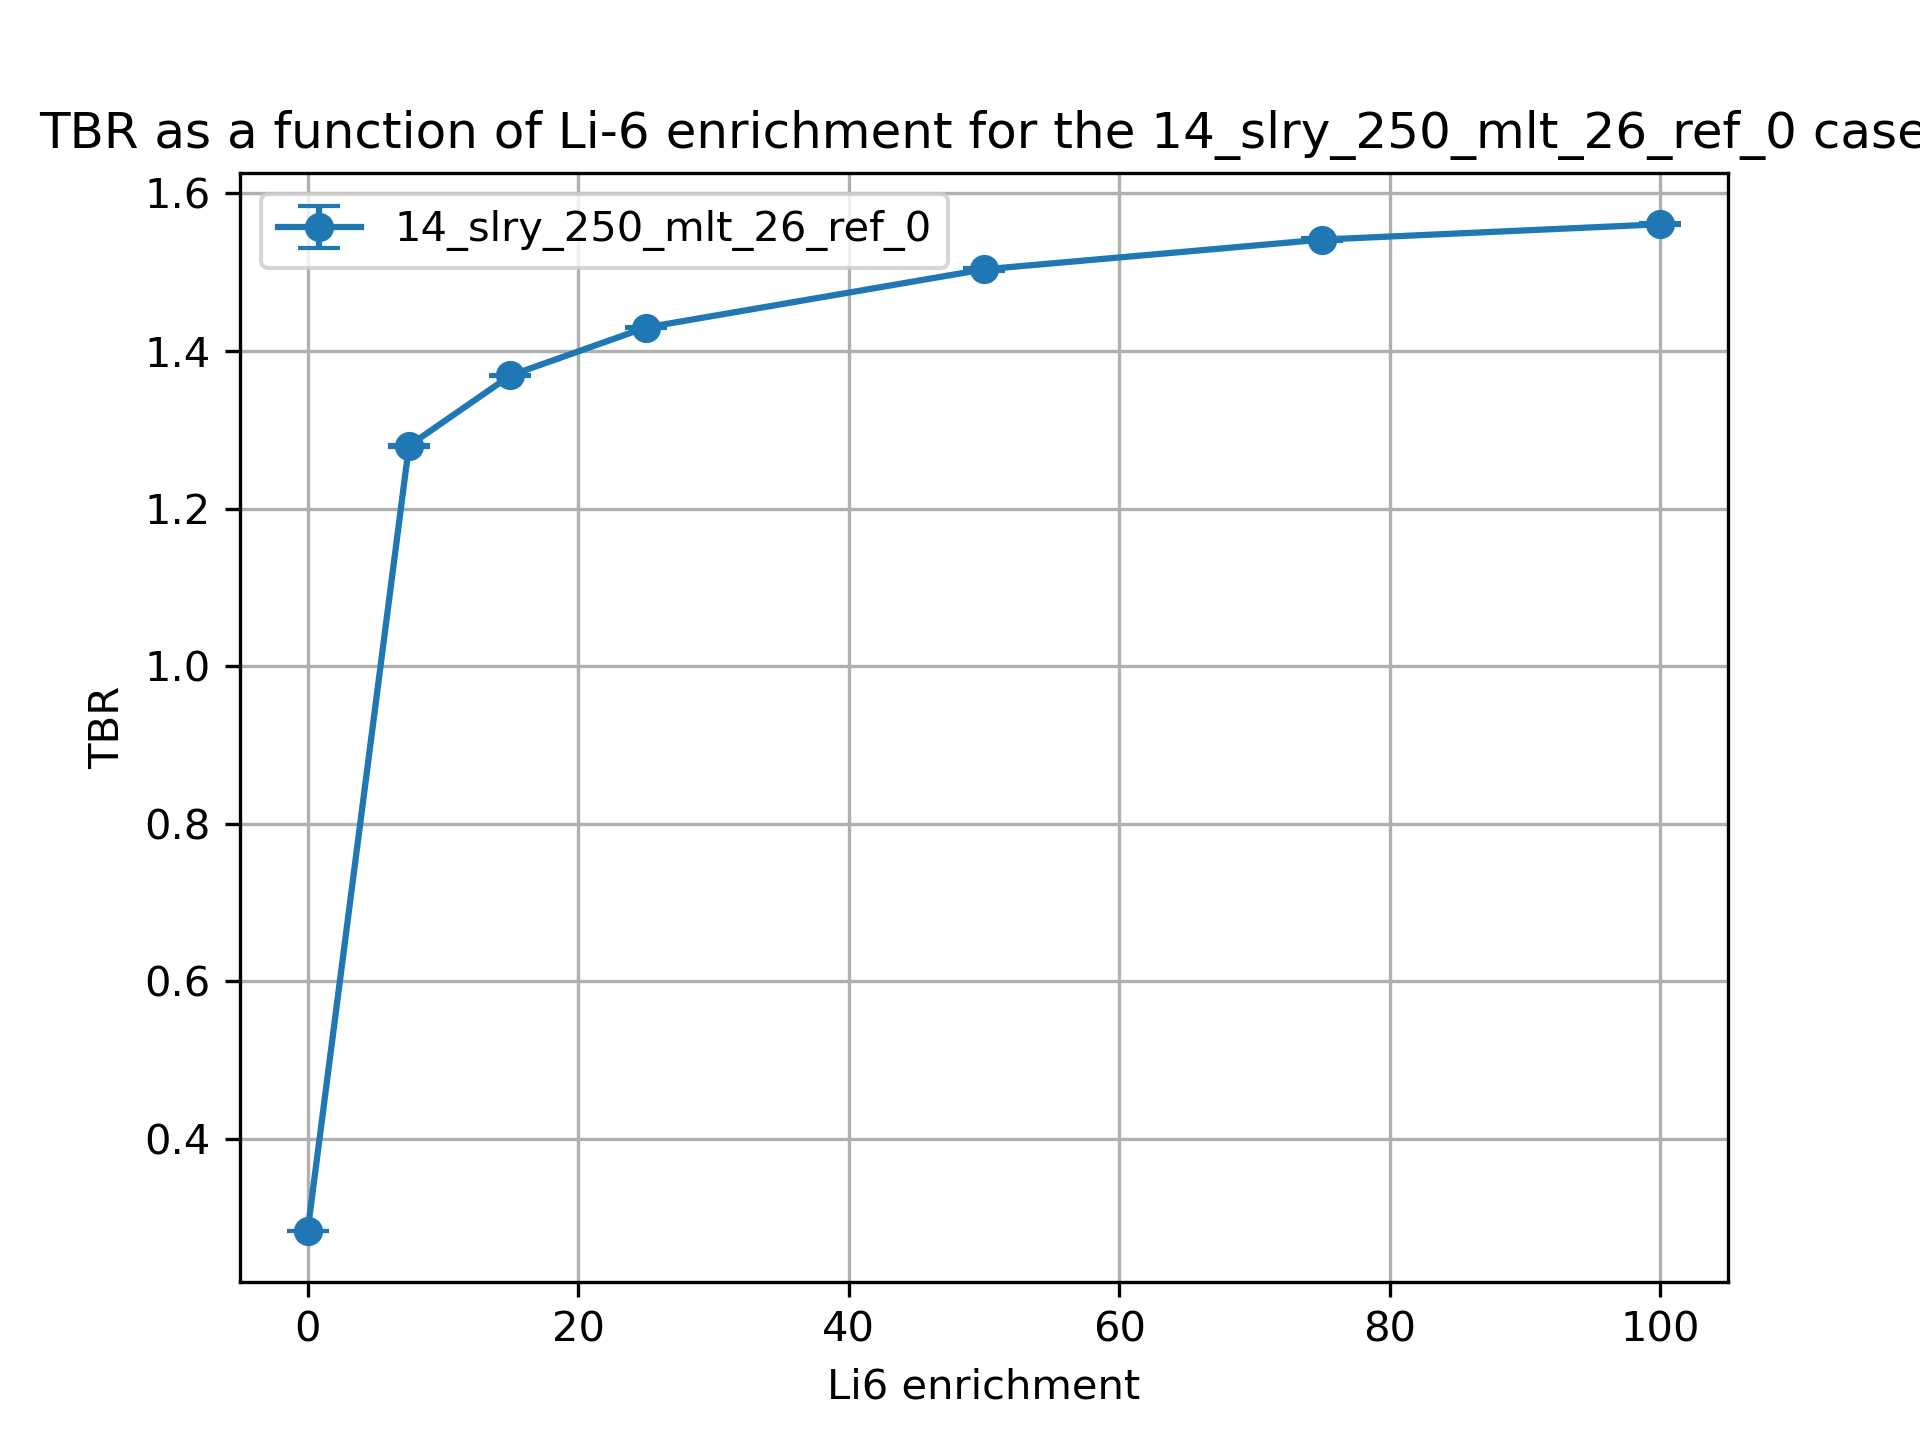 TBR as a function of Li-6 enrichment for the 14_slry_250_mlt_26_ref_0 case
14_slry_250_mlt_26_ref_0
1.6
1.4
1.2
1.0
0.8
0.6
0.4
TBR
0 20 40 60 80 100
Li6 enrichment